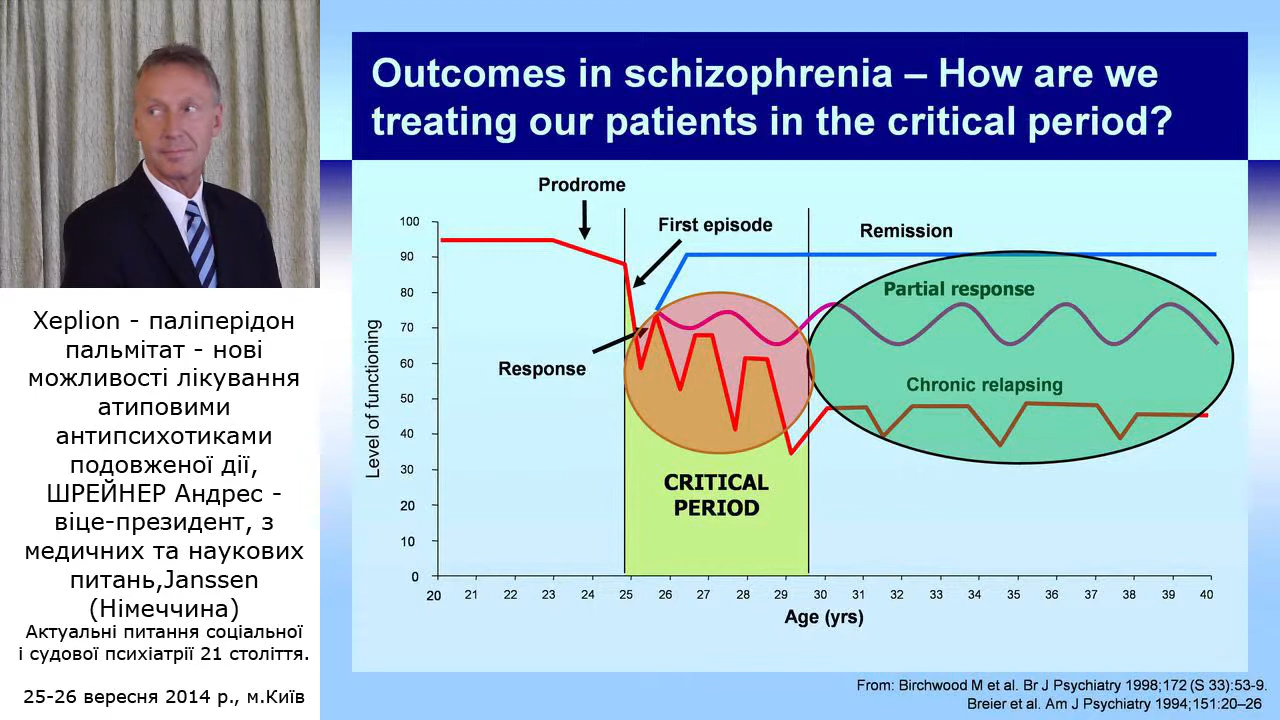 Xeplion - паліперідон
пальмітат - нові
можливості лікування
атиповими
антипсихотиками
подовженої дії,
ШРЕЙНЕР Андрес -
віце-президент, з
медичних та наукових
питань,Janssen
(Німеччина)
Актуальні питання соціальної
і судової психіатрії 21 століття.
25-26 вересня 2014 р., м.Київ
Outcomes in schizophrenia – How are we
treating our patients in the critical period?
Prodrome
First episode
Remission
Partial response
Response
Chronic relapsing
CRITICAL
PERIOD
Level of functioning
100
90
80
70
60
50
40
30
20
10
0
20 21 22 23 24 25 26 27 28 29 30 31 32 33 34 35 36 37 38 39 40
Age (yrs)
From: Birchwood M et al. Br J Psychiatry 1998;172 (S 33):53-9.
Breier et al. Am J Psychiatry 1994;151:20–26